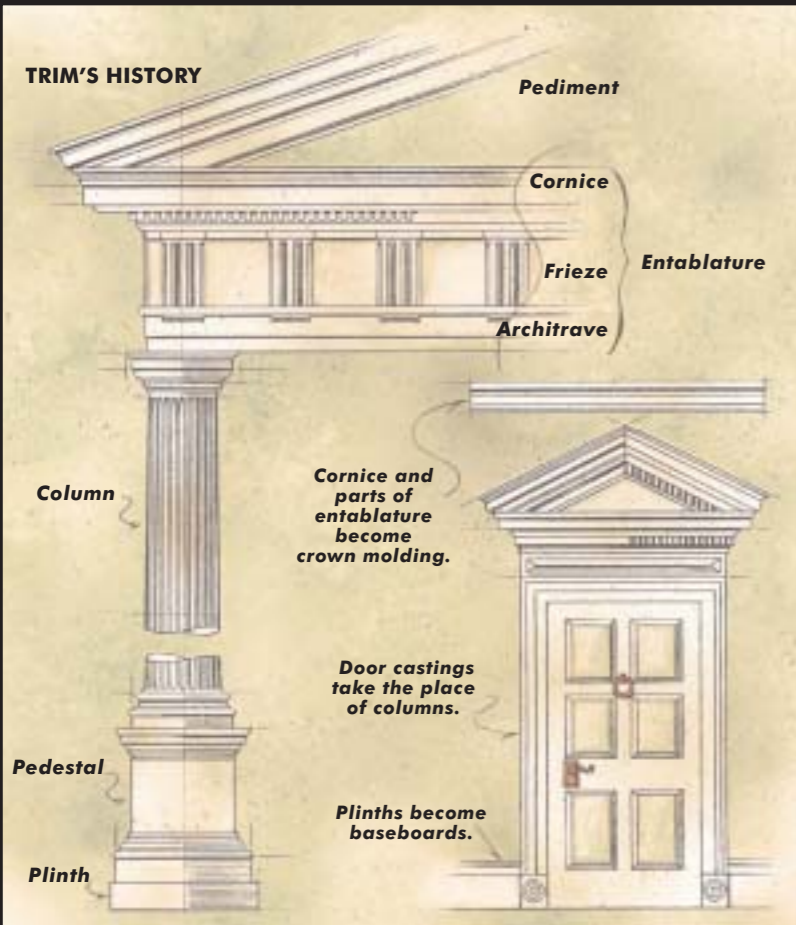 TRIM'S HISTORY
Pediment
Cornice
Frieze
Entablature
Architrave
Column
Cornice and
parts of
entablature
become
crown molding.
Door castings
take the place
of columns.
Pedestal
Plinths become
baseboards.
Plinth